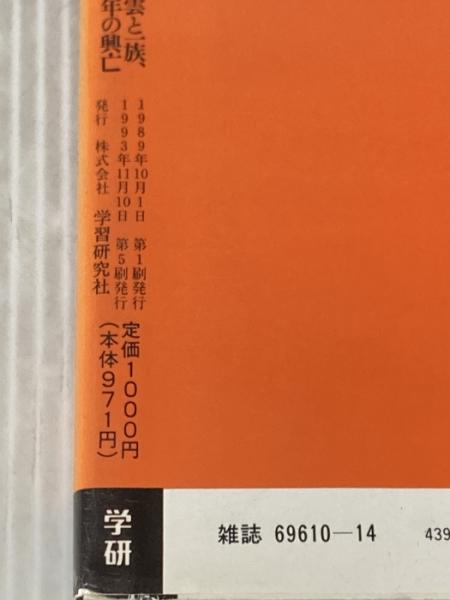 雲と一族、
年の興亡
1989年10月1日 第1刷発行
1993年11月10日 第5刷発行
発行 株式会社 学習研究社
定価1000円
(本体971円)
学研
雑誌 69610—14
439